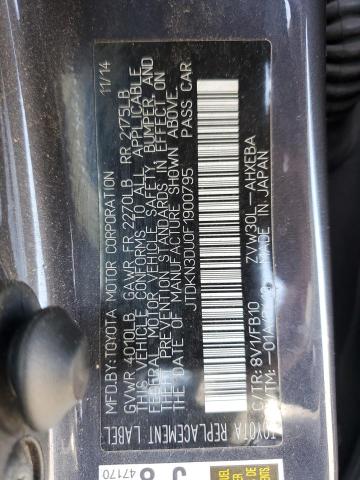 MFD.BY:TOYOTA MOTOR CORPORATION 11/14
GVWR 4010LB GAWR FR 2270LB RR 2175LB
THIS VEHICLE CONFORMS TO ALL APPLICABLE
FEDERAL MOTOR VEHICLE SAFETY, BUMPER, AND
THEFT PREVENTION STANDARDS IN EFFECT ON
THE DATE OF MANUFACTURE SHOWN ABOVE.
JTDKN3DU0F1900795 PASS CAR
C/TR: 8V1/FB10 ZVW30L-AHXEBA
MADE IN JAPAN
TOYOTA REPLACEMENT LABEL
47170